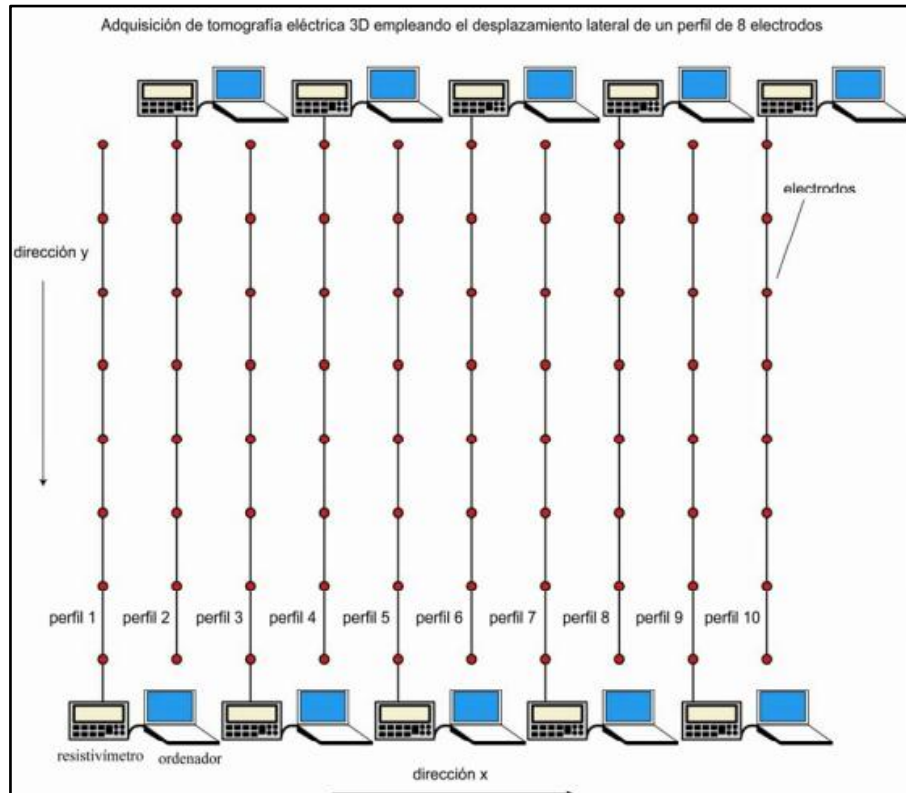 Adquisición de tomografía eléctrica 3D empleando el desplazamiento lateral de un perfil de 8 electrodos
electrodos
dirección y
perfil 1 perfil 2 perfil 3 perfil 4 perfil 5 perfil 6 perfil 7 perfil 8 perfil 9 perfil 10
resistivímetro ordenador
dirección x